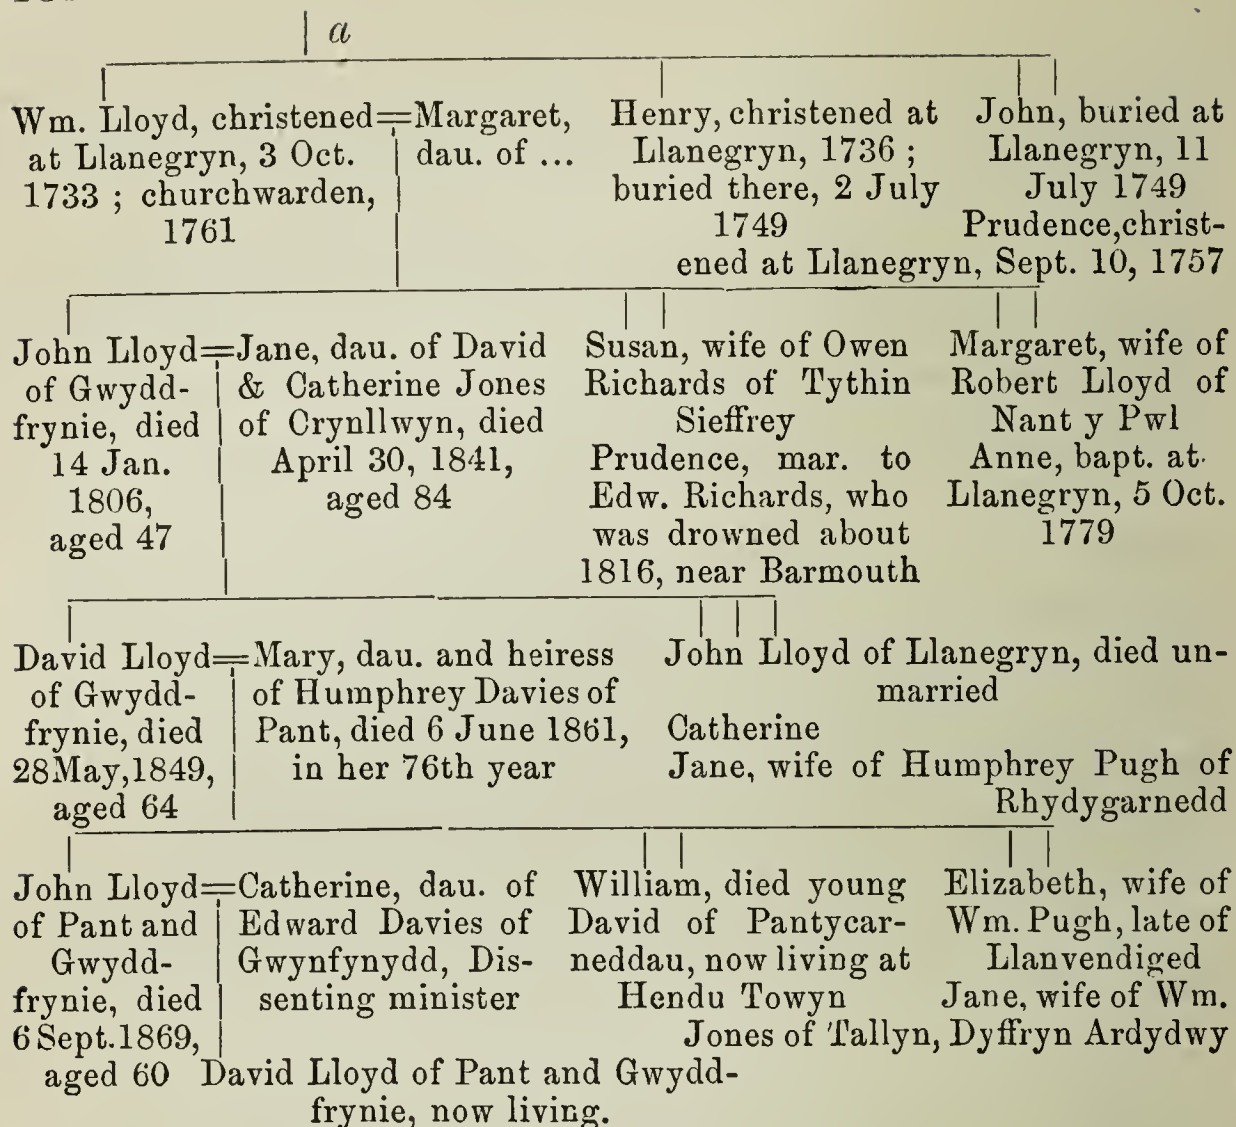 a
Wm. Lloyd, christened=Margaret,
at Llanegryn, 3 Oct. dau. of ...
1733 ; churchwarden,
1761
Henry, christened at
Llanegryn, 1736 ;
buried there, 2 July
1749
John, buried at
Llanegryn, 11
July 1749
Prudence,christ-
ened at Llanegryn, Sept. 10, 1757
John Lloyd=
of Gwydd-
frynie, died
14 Jan.
1806,
aged 47
Jane, dau. of David
& Catherine Jones
of Crynllwyn, died
April 30, 1841,
aged 84
Susan, wife of Owen
Richards of Tythin
Sieffrey
Prudence, mar. to
Edw. Richards, who
was drowned about
1816, near Barmouth
Margaret, wife of
Robert Lloyd of
Nant y Pwl
Anne, bapt. at
Llanegryn, 5 Oct.
1779
David Lloyd=
of Gwydd-
frynie, died
28May,1849,
aged 64
Mary, dau. and heiress
of Humphrey Davies of
Pant, died 6 June 1861,
in her 76th year
John Lloyd of Llanegryn, died un-
married
Catherine
Jane, wife of Humphrey Pugh of
Rhydygarnedd
John Lloyd=
of Pant and
Gwydd-
frynie, died
6 Sept.1869,
aged 60
Catherine, dau. of
Edward Davies of
Gwynfynydd, Dis-
senting minister
William, died young
David of Pantycar-
neddau, now living at
Hendu Towyn
Elizabeth, wife of
Wm. Pugh, late of
Llanvendiged
Jane, wife of Wm.
Jones of Tallyn, Dyffryn Ardydwy
David Lloyd of Pant and Gwydd-
frynie, now living.